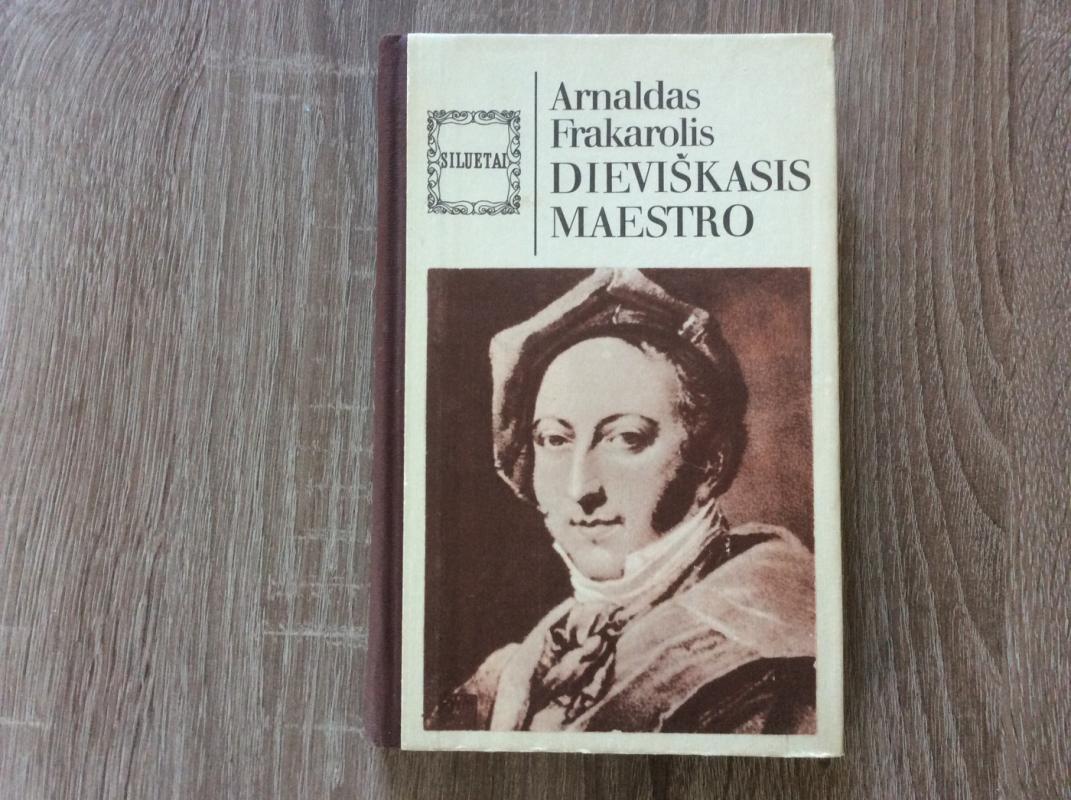 SILUETAI
Arnaldas
Frakarolis
DIEVIŠKASIS
MAESTRO